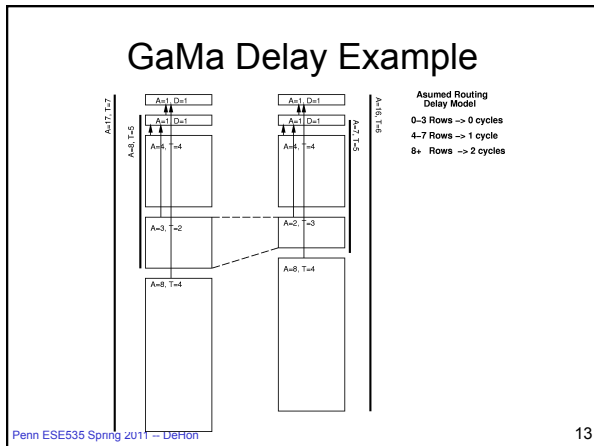 GaMa Delay Example
A=17, T=7
A=8, T=5
A=1, D=1
A=1, D=1
A=4, T=4
A=3, T=2
A=8, T=4
A=1, D=1
A=1, D=1
A=4, T=4
A=2, T=3
A=8, T=4
A=7, T=5
A=16, T=6
Asumed Routing
Delay Model
0–3 Rows –> 0 cycles
4–7 Rows –> 1 cycle
8+ Rows –> 2 cycles
Penn ESE535 Spring 2011 -- DeHon
13